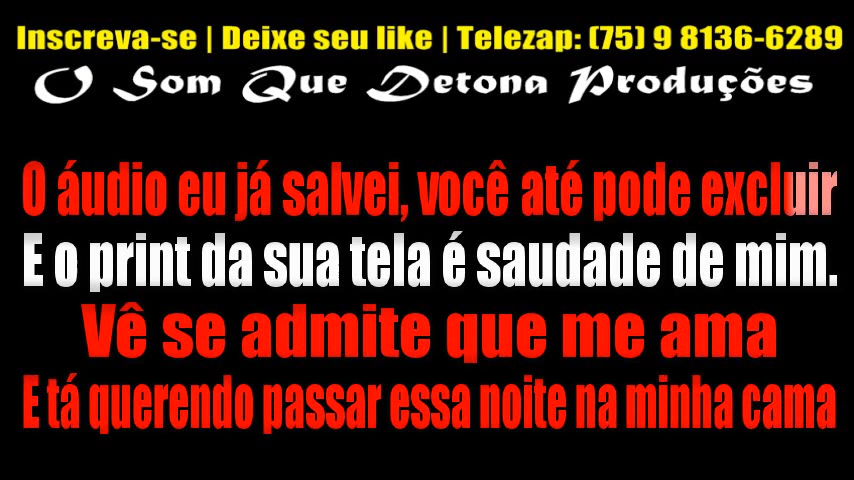 Inscreva-se | Deixe seu like | Telezap: (75) 9 8136-6289
O Som Que Detona Produções
O áudio eu já salvei, você até pode excluir
E o print da sua tela é saudade de mim.
Vê se admite que me ama
E tá querendo passar essa noite na minha cama